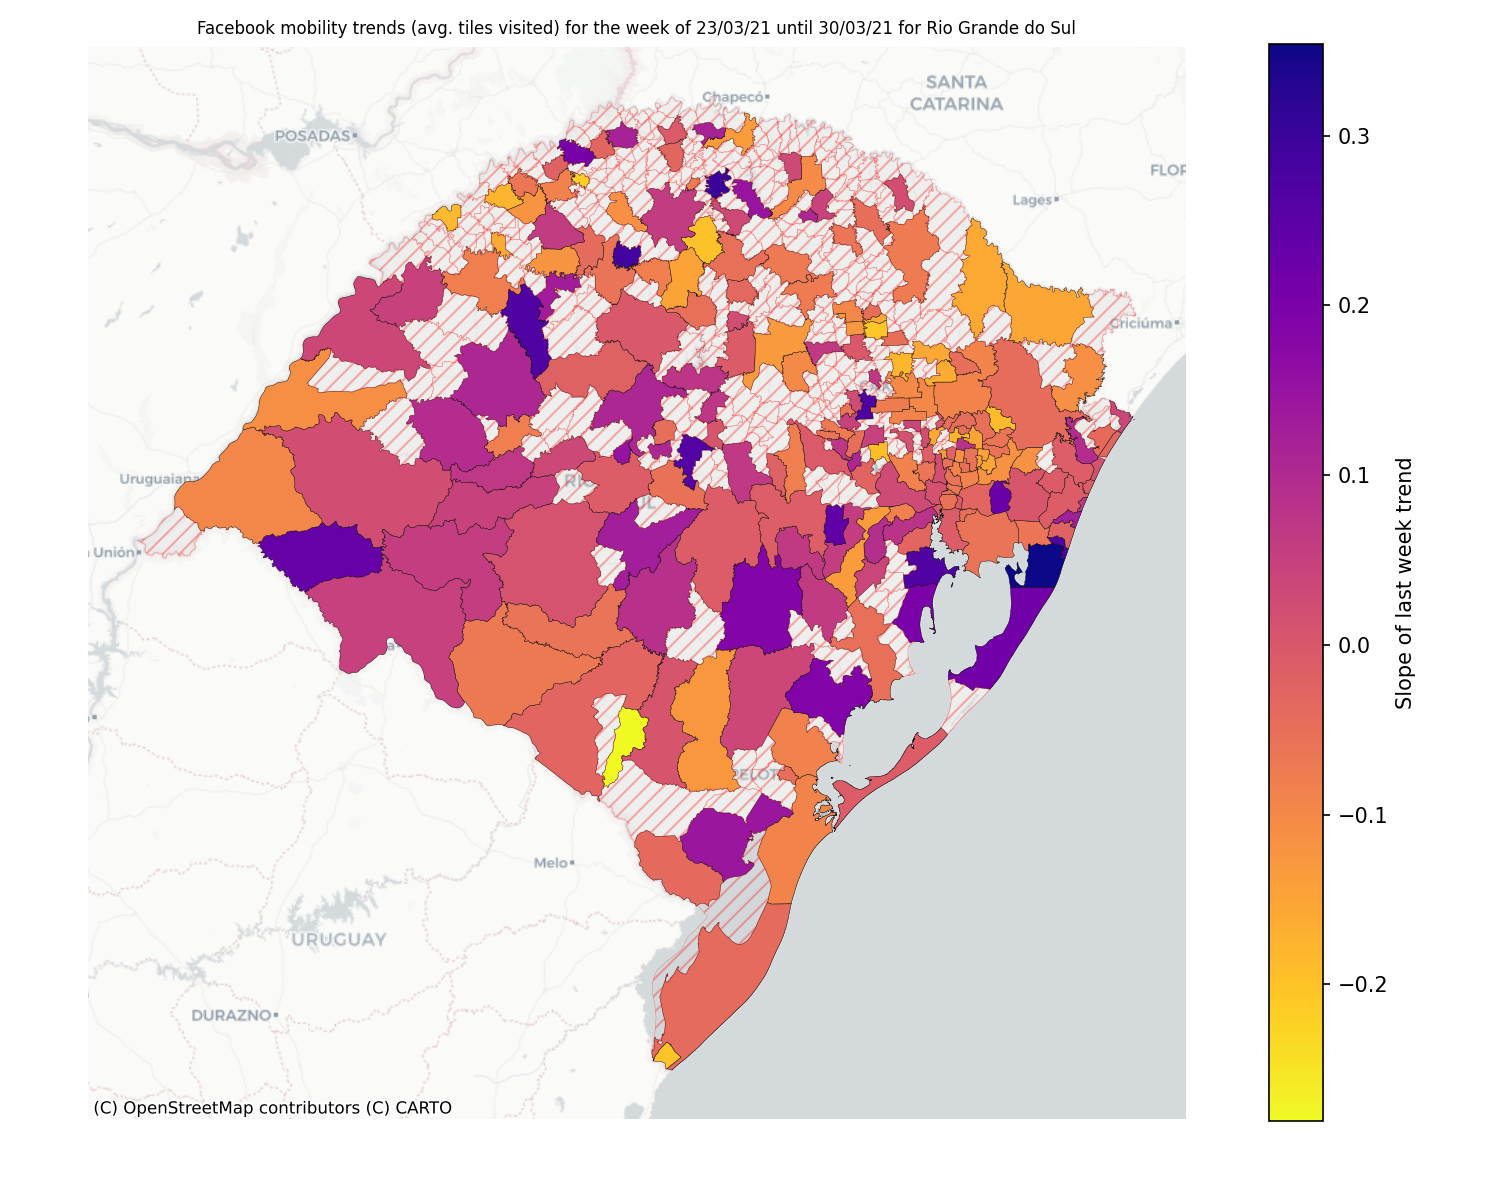 Facebook mobility trends (avg. tiles visited) for the week of 23/03/21 until 30/03/21 for Rio Grande do Sul
SANTA
CATARINA
Chapecó
POSADAS
FLOR
Lages
Criciúma
Uruguaiana
Unión
PELOT
Melo
URUGUAY
DURAZNO
(C) OpenStreetMap contributors (C) CARTO
0.3
0.2
0.1
0.0
−0.1
−0.2
Slope of last week trend